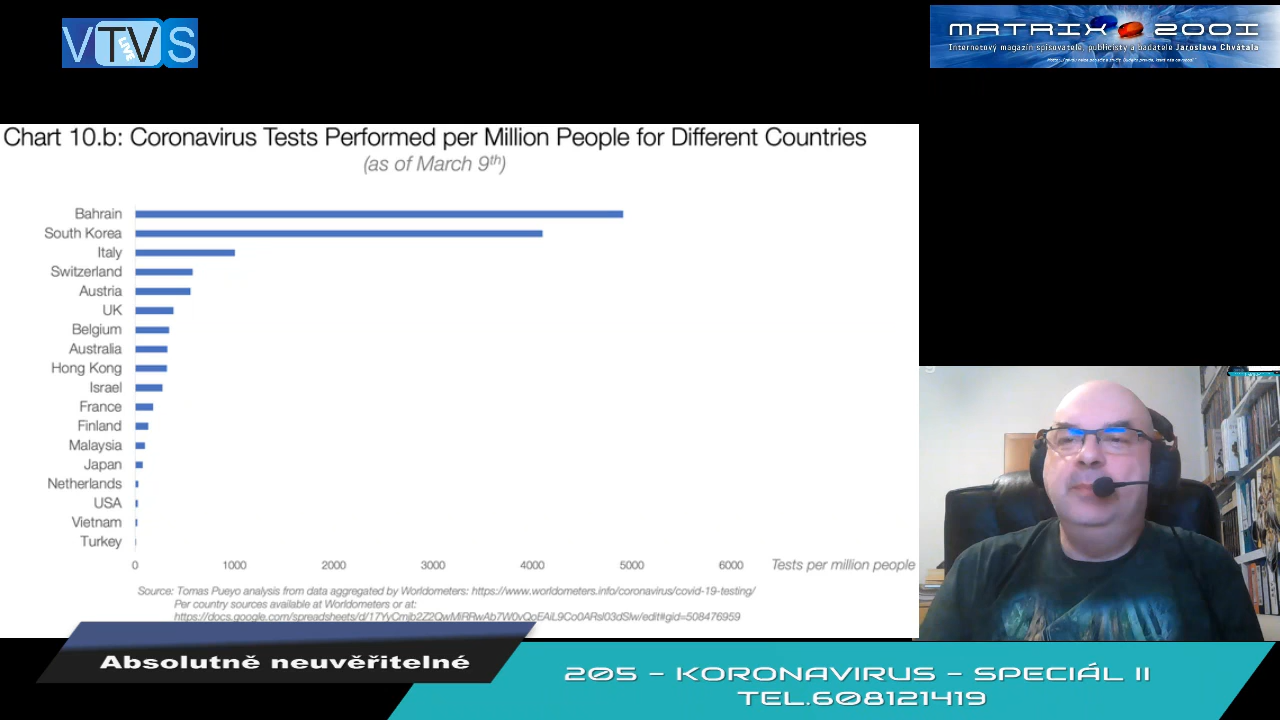 VTVS
LIVE
MATRIX 2001
Internetový magazín spisovatele, publicisty a badatele Jaroslava Chvátala
Chart 10.b: Coronavirus Tests Performed per Million People for Different Countries
(as of March 9th)
Bahrain
South Korea
Italy
Switzerland
Austria
UK
Belgium
Australia
Hong Kong
Israel
France
Finland
Malaysia
Japan
Netherlands
USA
Vietnam
Turkey
0 1000 2000 3000 4000 5000 6000 Tests per million people
Source: Tomas Pueyo analysis from data aggregated by Worldometers: https://www.worldometers.info/coronavirus/covid-19-testing/
Per country sources available at Worldometers or at:
Absolutně neuvěřitelné
205 - KORONAVIRUS - SPECIÁL II
TEL.608121419